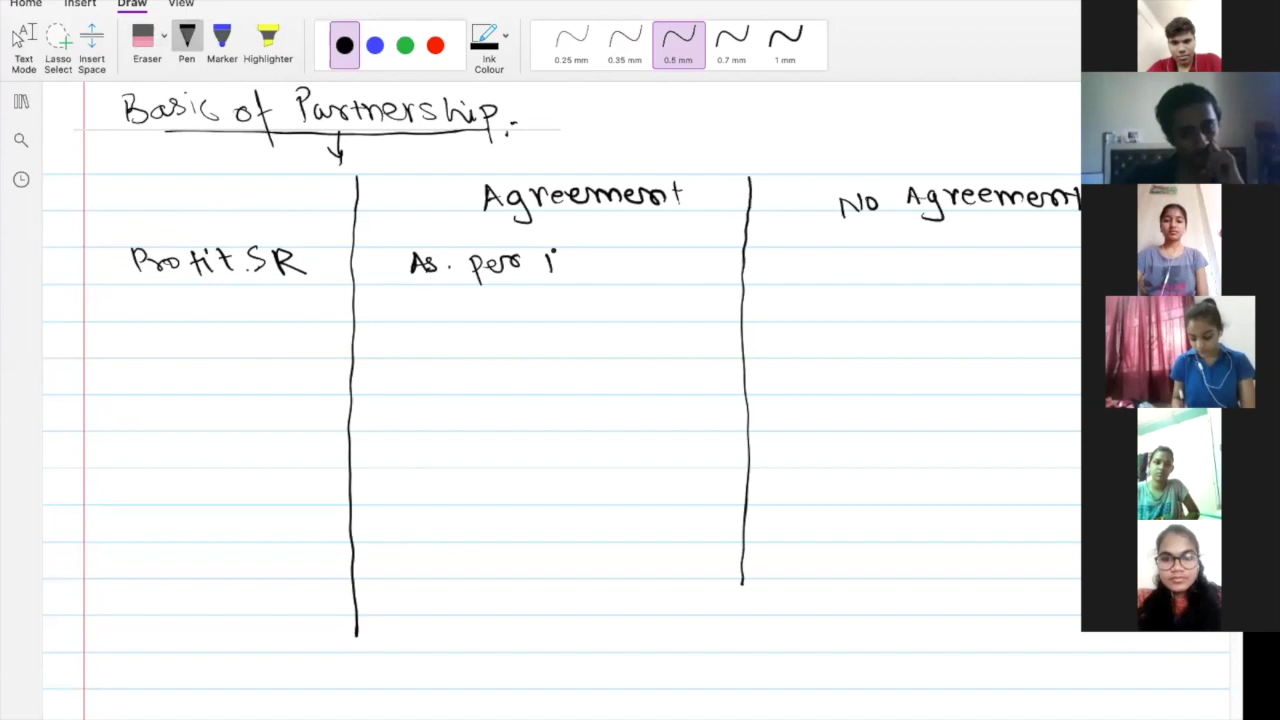 Home Insert Draw View
Text Mode
Lasso Select
Insert Space
Eraser
Pen
Marker
Highlighter
Ink Colour
0.25 mm
0.35 mm
0.5 mm
0.7 mm
1 mm
Basic of Partnership.
Agreement
No Agreement
Profit.SR
As. per i